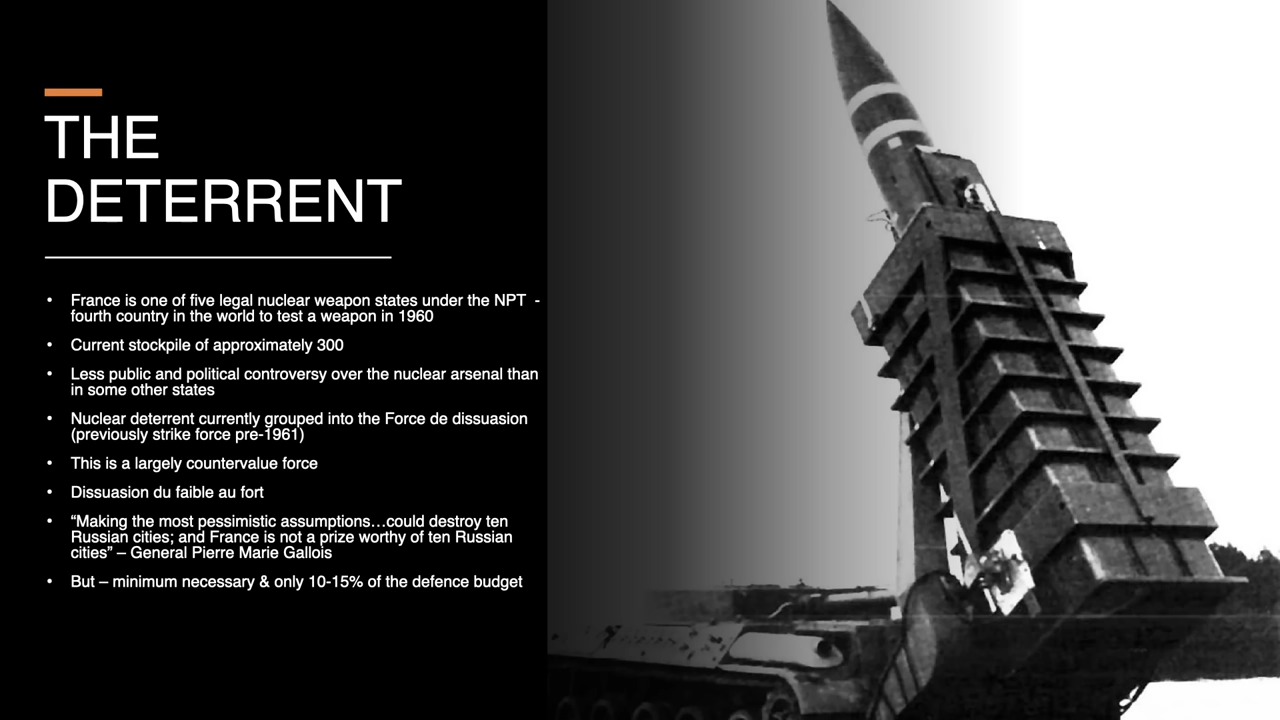 THE
DETERRENT
• France is one of five legal nuclear weapon states under the NPT -
fourth country in the world to test a weapon in 1960
• Current stockpile of approximately 300
• Less public and political controversy over the nuclear arsenal than
in some other states
• Nuclear deterrent currently grouped into the Force de dissuasion
(previously strike force pre-1961)
• This is a largely countervalue force
• Dissuasion du faible au fort
• “Making the most pessimistic assumptions…could destroy ten
Russian cities; and France is not a prize worthy of ten Russian
cities” – General Pierre Marie Gallois
• But – minimum necessary & only 10-15% of the defence budget